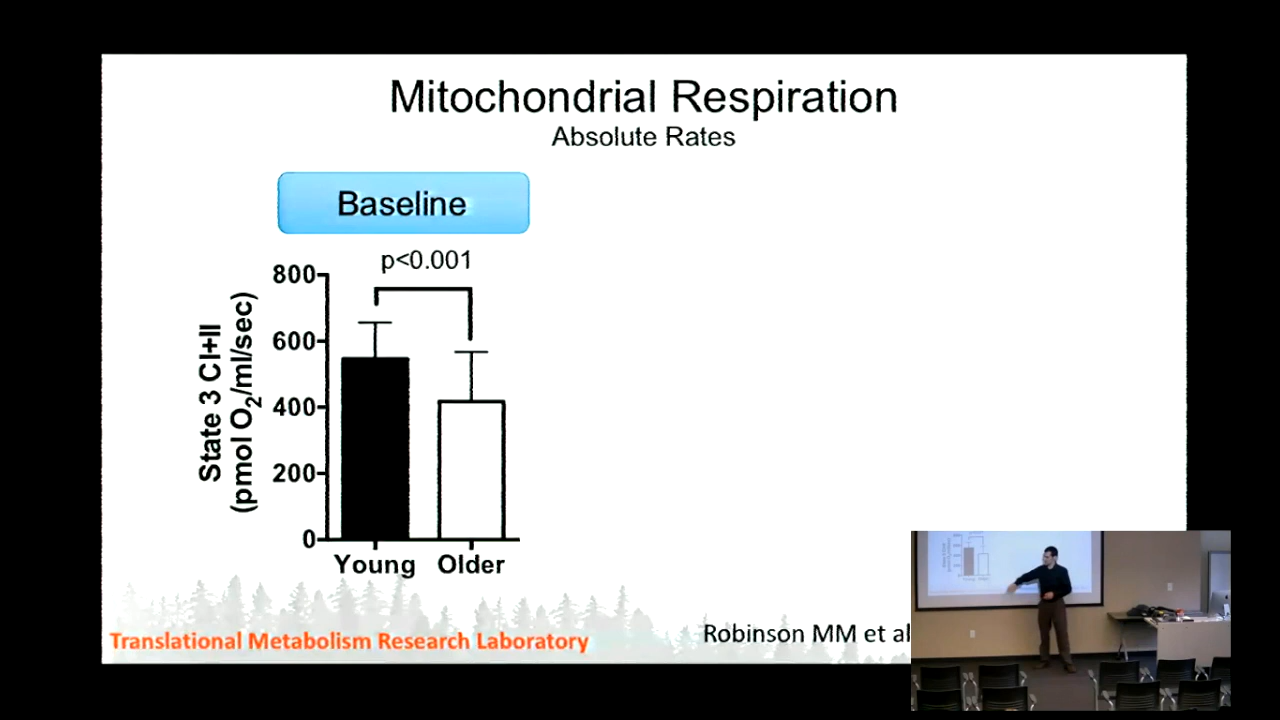 Mitochondrial Respiration
Absolute Rates
Baseline
p<0.001
State 3 CI+II
(pmol O₂/ml/sec)
800
600
400
200
0
Young Older
Translational Metabolism Research Laboratory
Robinson MM et al